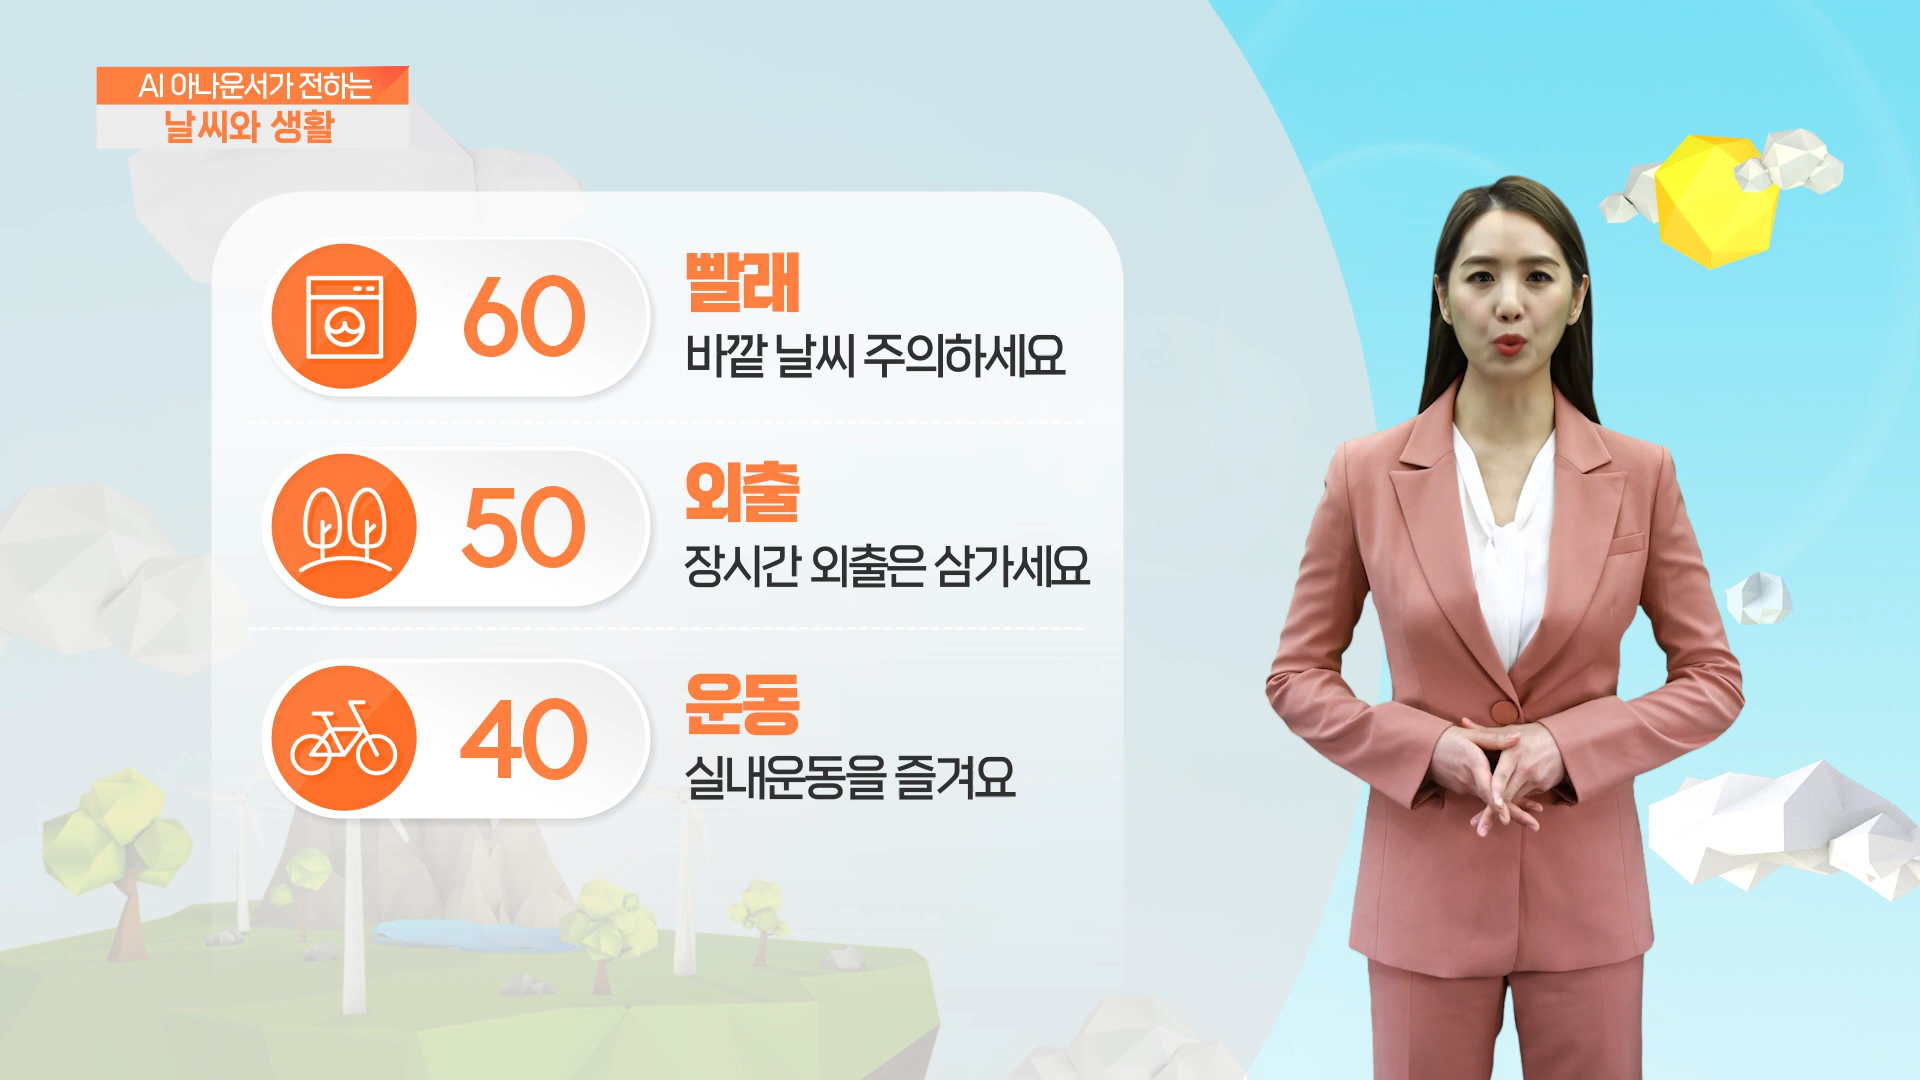 AI 아나운서가 전하는
날씨와 생활
60
빨래
바깥 날씨 주의하세요
50
외출
장시간 외출은 삼가세요
40
운동
실내운동을 즐겨요